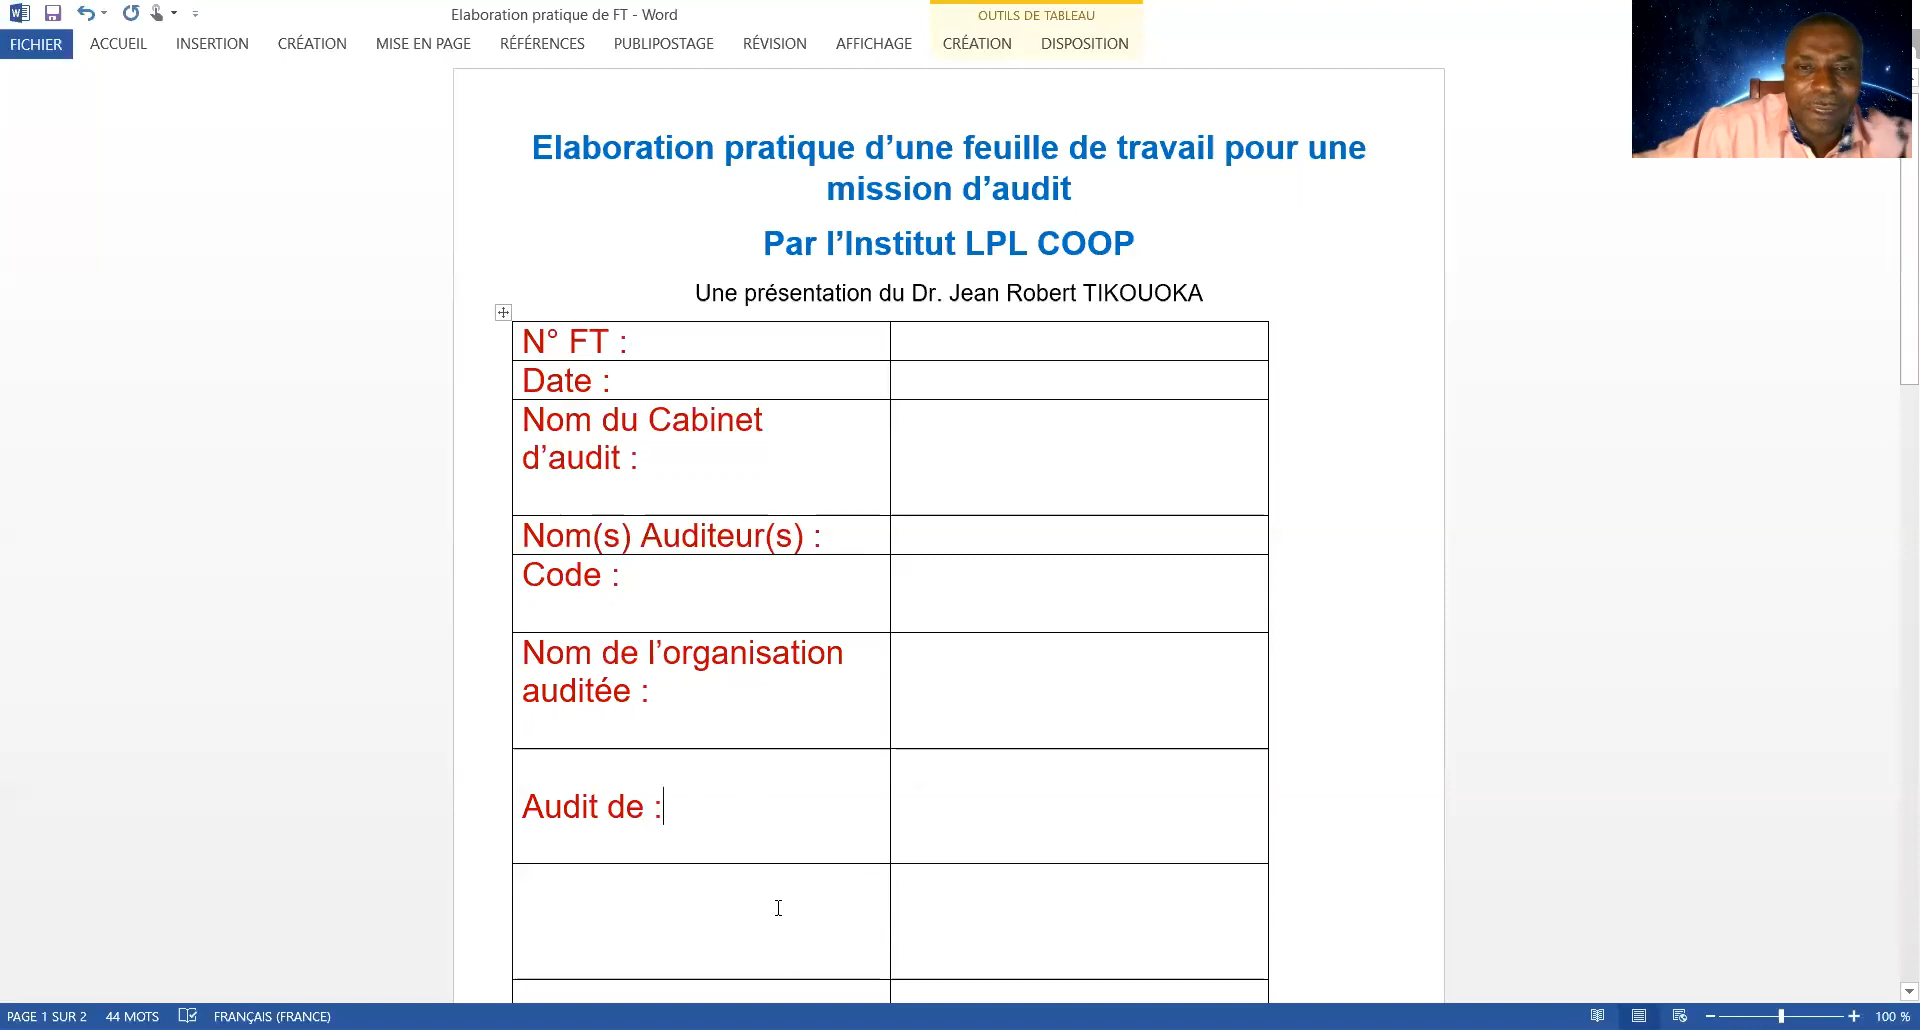 Elaboration pratique de FT - Word
OUTILS DE TABLEAU
FICHIER ACCUEIL INSERTION CRÉATION MISE EN PAGE RÉFÉRENCES PUBLIPOSTAGE RÉVISION AFFICHAGE CRÉATION DISPOSITION
Elaboration pratique d’une feuille de travail pour une
mission d’audit
Par l’Institut LPL COOP
Une présentation du Dr. Jean Robert TIKOUOKA
N° FT :
Date :
Nom du Cabinet
d’audit :
Nom(s) Auditeur(s) :
Code :
Nom de l’organisation
auditée :
Audit de :
PAGE 1 SUR 2 44 MOTS FRANÇAIS (FRANCE) 100 %